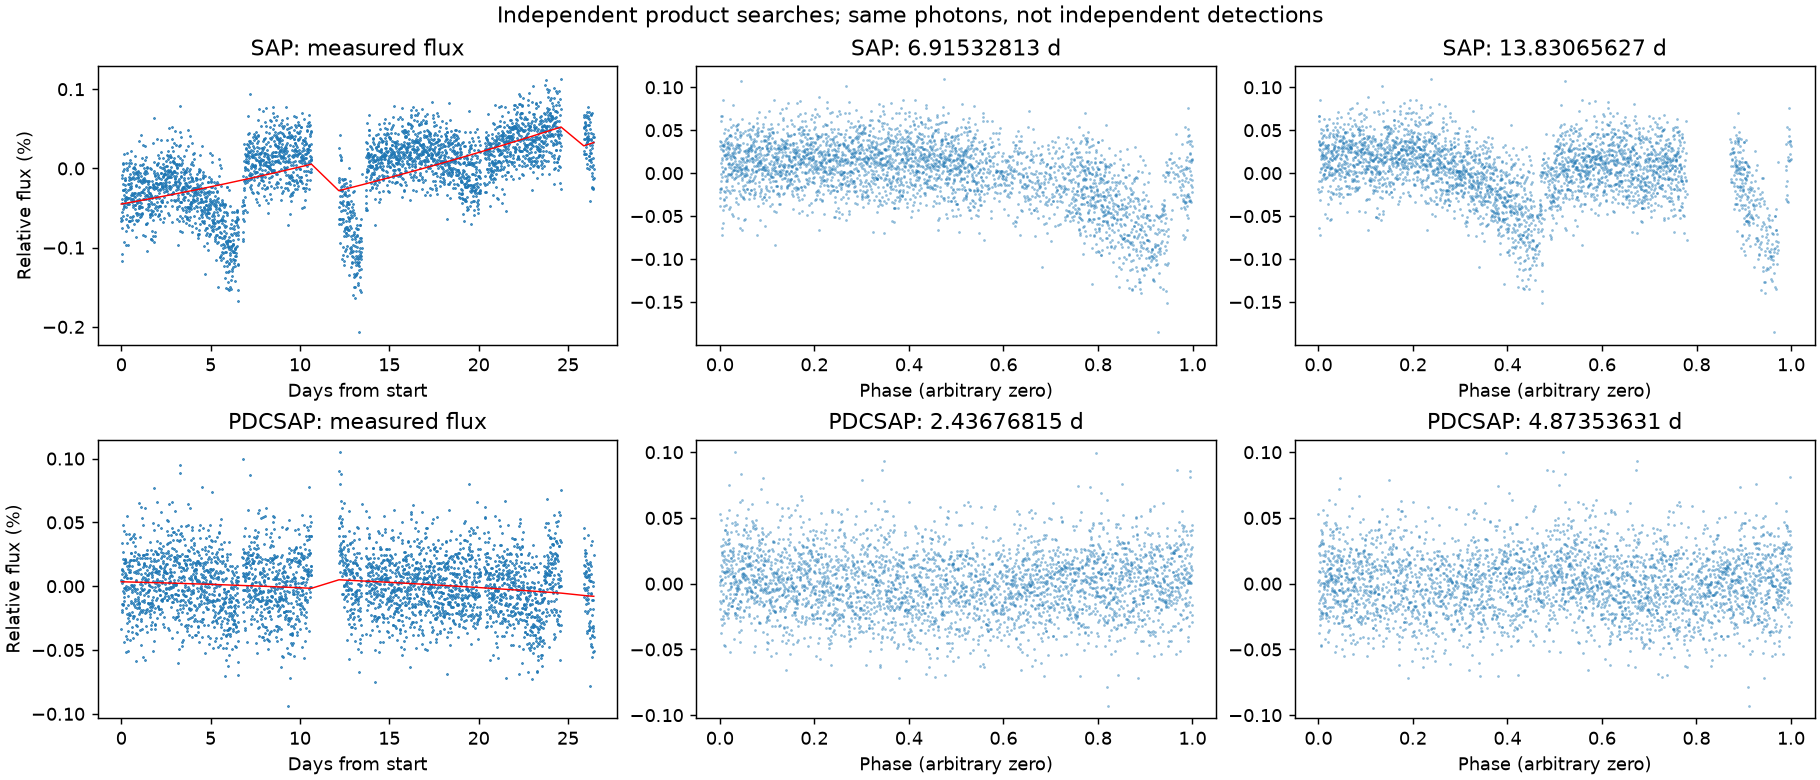 Independent product searches; same photons, not independent detections
SAP: measured flux
SAP: 6.91532813 d
SAP: 13.83065627 d
Relative flux (%)
0.1
0.0
−0.1
−0.2
0.10
0.05
0.00
−0.05
−0.10
−0.15
0.10
0.05
0.00
−0.05
−0.10
−0.15
0 5 10 15 20 25
0.0 0.2 0.4 0.6 0.8 1.0
0.0 0.2 0.4 0.6 0.8 1.0
Days from start
Phase (arbitrary zero)
Phase (arbitrary zero)
PDCSAP: measured flux
PDCSAP: 2.43676815 d
PDCSAP: 4.87353631 d
Relative flux (%)
0.10
0.05
0.00
−0.05
−0.10
0.10
0.05
0.00
−0.05
−0.10
0.10
0.05
0.00
−0.05
−0.10
0 5 10 15 20 25
0.0 0.2 0.4 0.6 0.8 1.0
0.0 0.2 0.4 0.6 0.8 1.0
Days from start
Phase (arbitrary zero)
Phase (arbitrary zero)